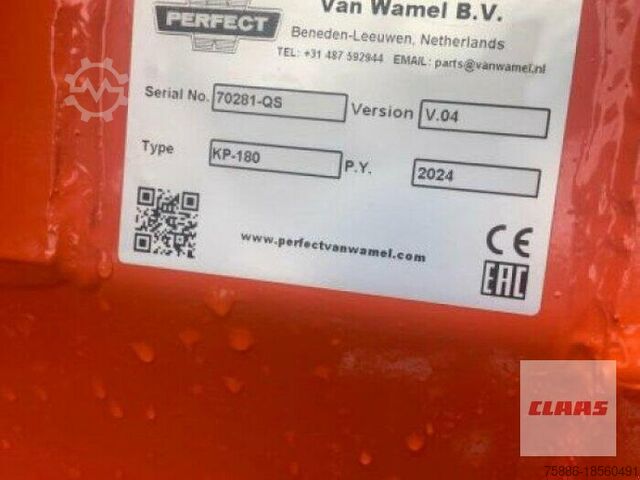 PERFECT
Van Wamel B.V.
Beneden-Leeuwen, Netherlands
TEL: +31 487 592944 EMAIL: parts@vanwamel.nl
Serial No. 70281-QS Version V.04
Type KP-180 P.Y. 2024
www.perfectvanwamel.com
CE
EAC
CLAAS
75886-18560491